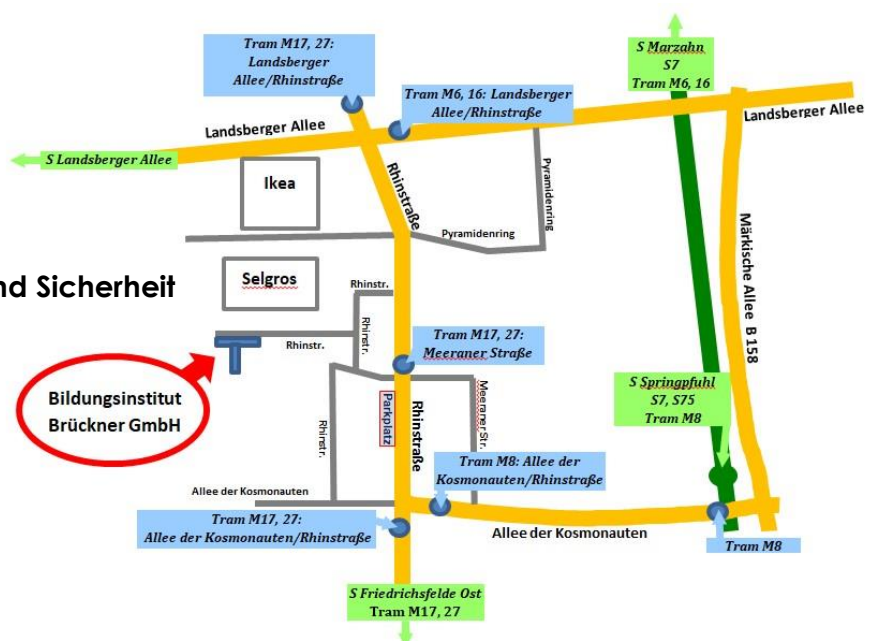 Tram M17, 27:
Landsberger
Allee/Rhinstraße
S Marzahn
S7
Tram M6, 16
Tram M6, 16: Landsberger
Allee/Rhinstraße
Landsberger Allee
Landsberger Allee
S Landsberger Allee
Ikea
Rhinstraße
Pyramidenring
Pyramidenring
Märkische Allee B 158
nd Sicherheit
Selgros
Rhinstr.
Rhinstr.
Rhinstr.
Tram M17, 27:
Meeraner Straße
Bildungsinstitut
Brückner GmbH
S Springpfuhl
S7, S75
Tram M8
Rhinstr.
Parkplatz
Rhinstraße
Meeraner Str.
Tram M8: Allee der
Kosmonauten/Rhinstraße
Allee der Kosmonauten
Tram M17, 27:
Allee der Kosmonauten/Rhinstraße
Allee der Kosmonauten
Tram M8
S Friedrichsfelde Ost
Tram M17, 27